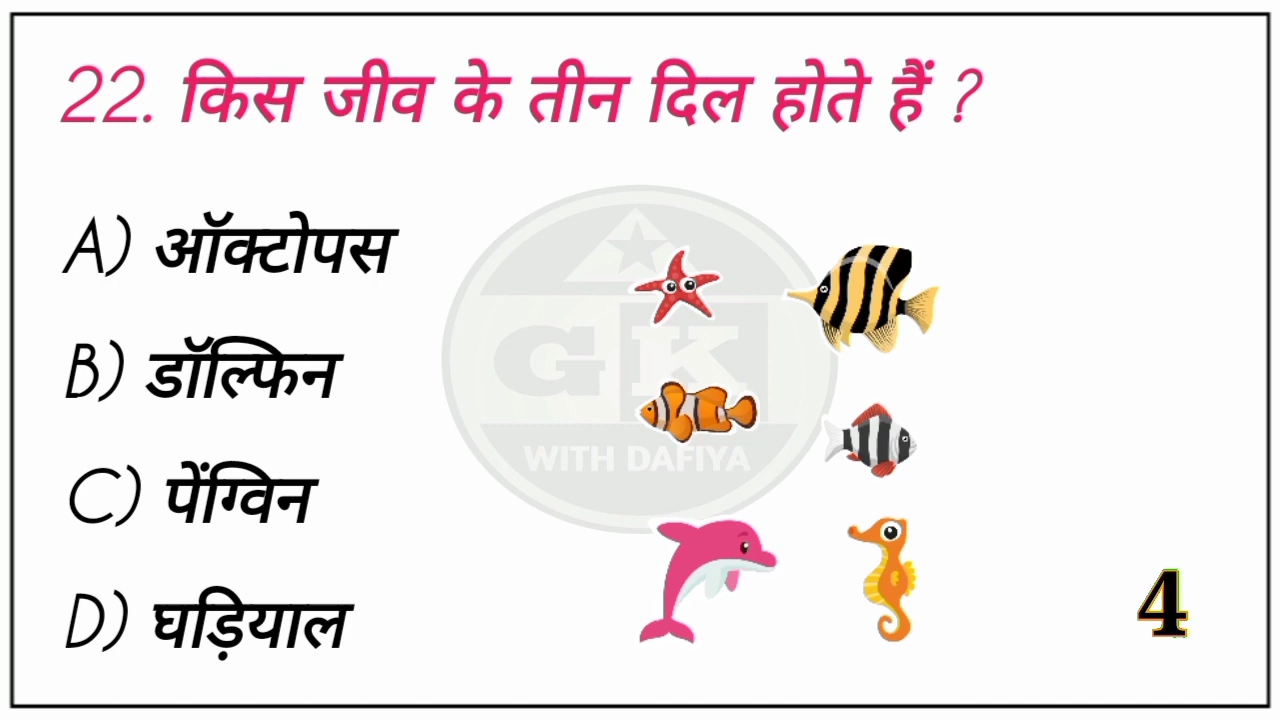 22. किस जीव के तीन दिल होते हैं ?
A) ऑक्टोपस
B) डॉल्फिन
C) पेंग्विन
D) घड़ियाल
GK
WITH DAFIYA
4